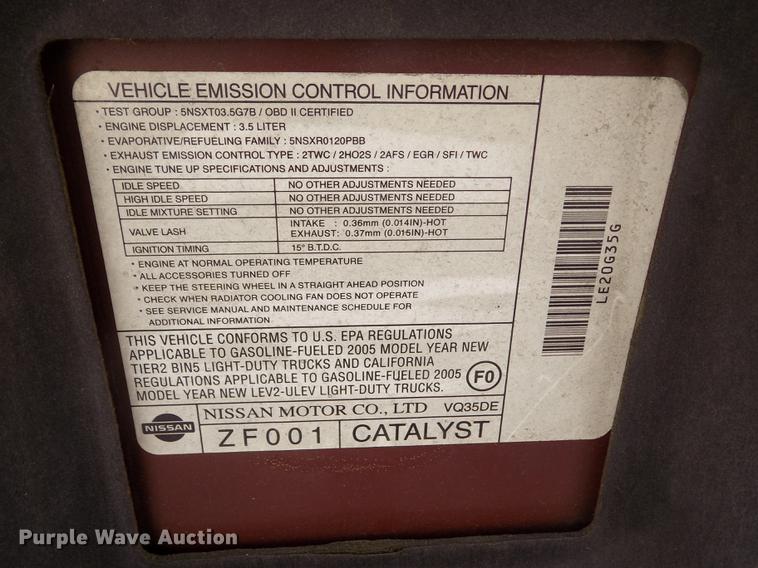 VEHICLE EMISSION CONTROL INFORMATION
• TEST GROUP : 5NSXT03.5G7B / OBD II CERTIFIED
• ENGINE DISPLACEMENT : 3.5 LITER
• EVAPORATIVE/REFUELING FAMILY : 5NSXR0120PBB
• EXHAUST EMISSION CONTROL TYPE : 2TWC / 2HO2S / 2AFS / EGR / SFI / TWC
• ENGINE TUNE UP SPECIFICATIONS AND ADJUSTMENTS :
IDLE SPEED NO OTHER ADJUSTMENTS NEEDED
HIGH IDLE SPEED NO OTHER ADJUSTMENTS NEEDED
IDLE MIXTURE SETTING NO OTHER ADJUSTMENTS NEEDED
VALVE LASH INTAKE : 0.36mm (0.014IN)-HOT
EXHAUST: 0.37mm (0.015IN)-HOT
IGNITION TIMING 15° B.T.D.C.
• ENGINE AT NORMAL OPERATING TEMPERATURE
• ALL ACCESSORIES TURNED OFF
• KEEP THE STEERING WHEEL IN A STRAIGHT AHEAD POSITION
• CHECK WHEN RADIATOR COOLING FAN DOES NOT OPERATE
• SEE SERVICE MANUAL AND MAINTENANCE SCHEDULE FOR
ADDITIONAL INFORMATION
THIS VEHICLE CONFORMS TO U.S. EPA REGULATIONS
APPLICABLE TO GASOLINE-FUELED 2005 MODEL YEAR NEW
TIER2 BIN5 LIGHT-DUTY TRUCKS AND CALIFORNIA
REGULATIONS APPLICABLE TO GASOLINE-FUELED 2005
MODEL YEAR NEW LEV2-ULEV LIGHT-DUTY TRUCKS.
F0
NISSAN
NISSAN MOTOR CO., LTD VQ35DE
ZF001 CATALYST
LE20G35G
Purple Wave Auction